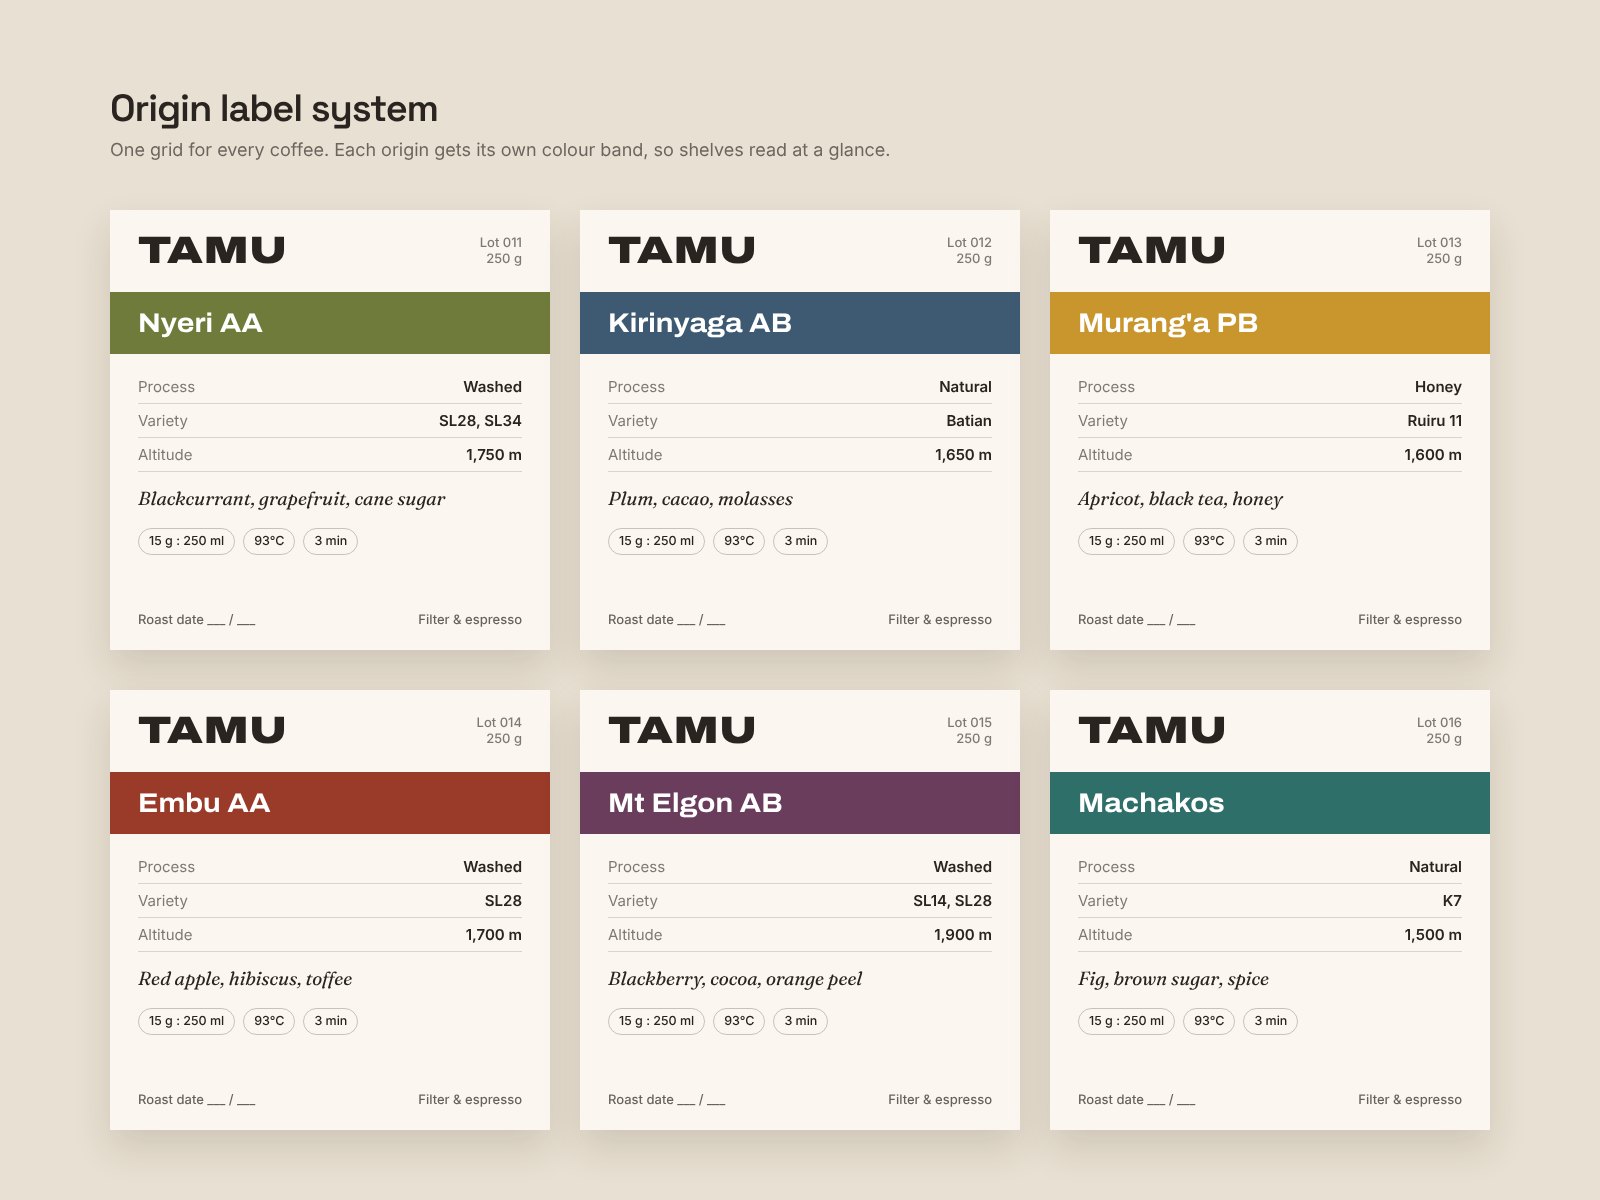 Origin label system
One grid for every coffee. Each origin gets its own colour band, so shelves read at a glance.
TAMU
Lot 011
250 g
Nyeri AA
Process Washed
Variety SL28, SL34
Altitude 1,750 m
Blackcurrant, grapefruit, cane sugar
15 g : 250 ml 93°C 3 min
Roast date ___ / ___ Filter & espresso
TAMU
Lot 012
250 g
Kirinyaga AB
Process Natural
Variety Batian
Altitude 1,650 m
Plum, cacao, molasses
15 g : 250 ml 93°C 3 min
Roast date ___ / ___ Filter & espresso
TAMU
Lot 013
250 g
Murang'a PB
Process Honey
Variety Ruiru 11
Altitude 1,600 m
Apricot, black tea, honey
15 g : 250 ml 93°C 3 min
Roast date ___ / ___ Filter & espresso
TAMU
Lot 014
250 g
Embu AA
Process Washed
Variety SL28
Altitude 1,700 m
Red apple, hibiscus, toffee
15 g : 250 ml 93°C 3 min
Roast date ___ / ___ Filter & espresso
TAMU
Lot 015
250 g
Mt Elgon AB
Process Washed
Variety SL14, SL28
Altitude 1,900 m
Blackberry, cocoa, orange peel
15 g : 250 ml 93°C 3 min
Roast date ___ / ___ Filter & espresso
TAMU
Lot 016
250 g
Machakos
Process Natural
Variety K7
Altitude 1,500 m
Fig, brown sugar, spice
15 g : 250 ml 93°C 3 min
Roast date ___ / ___ Filter & espresso